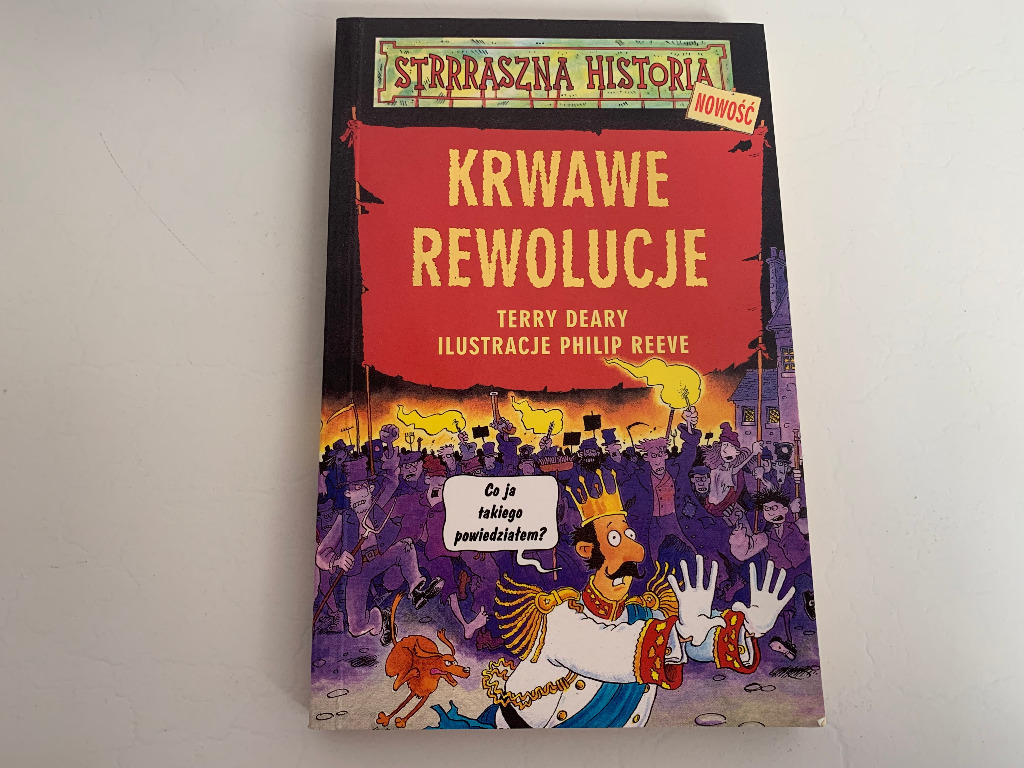 STRRRASZNA HISTORIA
NOWOŚĆ
KRWAWE
REWOLUCJE
TERRY DEARY
ILUSTRACJE PHILIP REEVE
Co ja
takiego
powiedziałem?